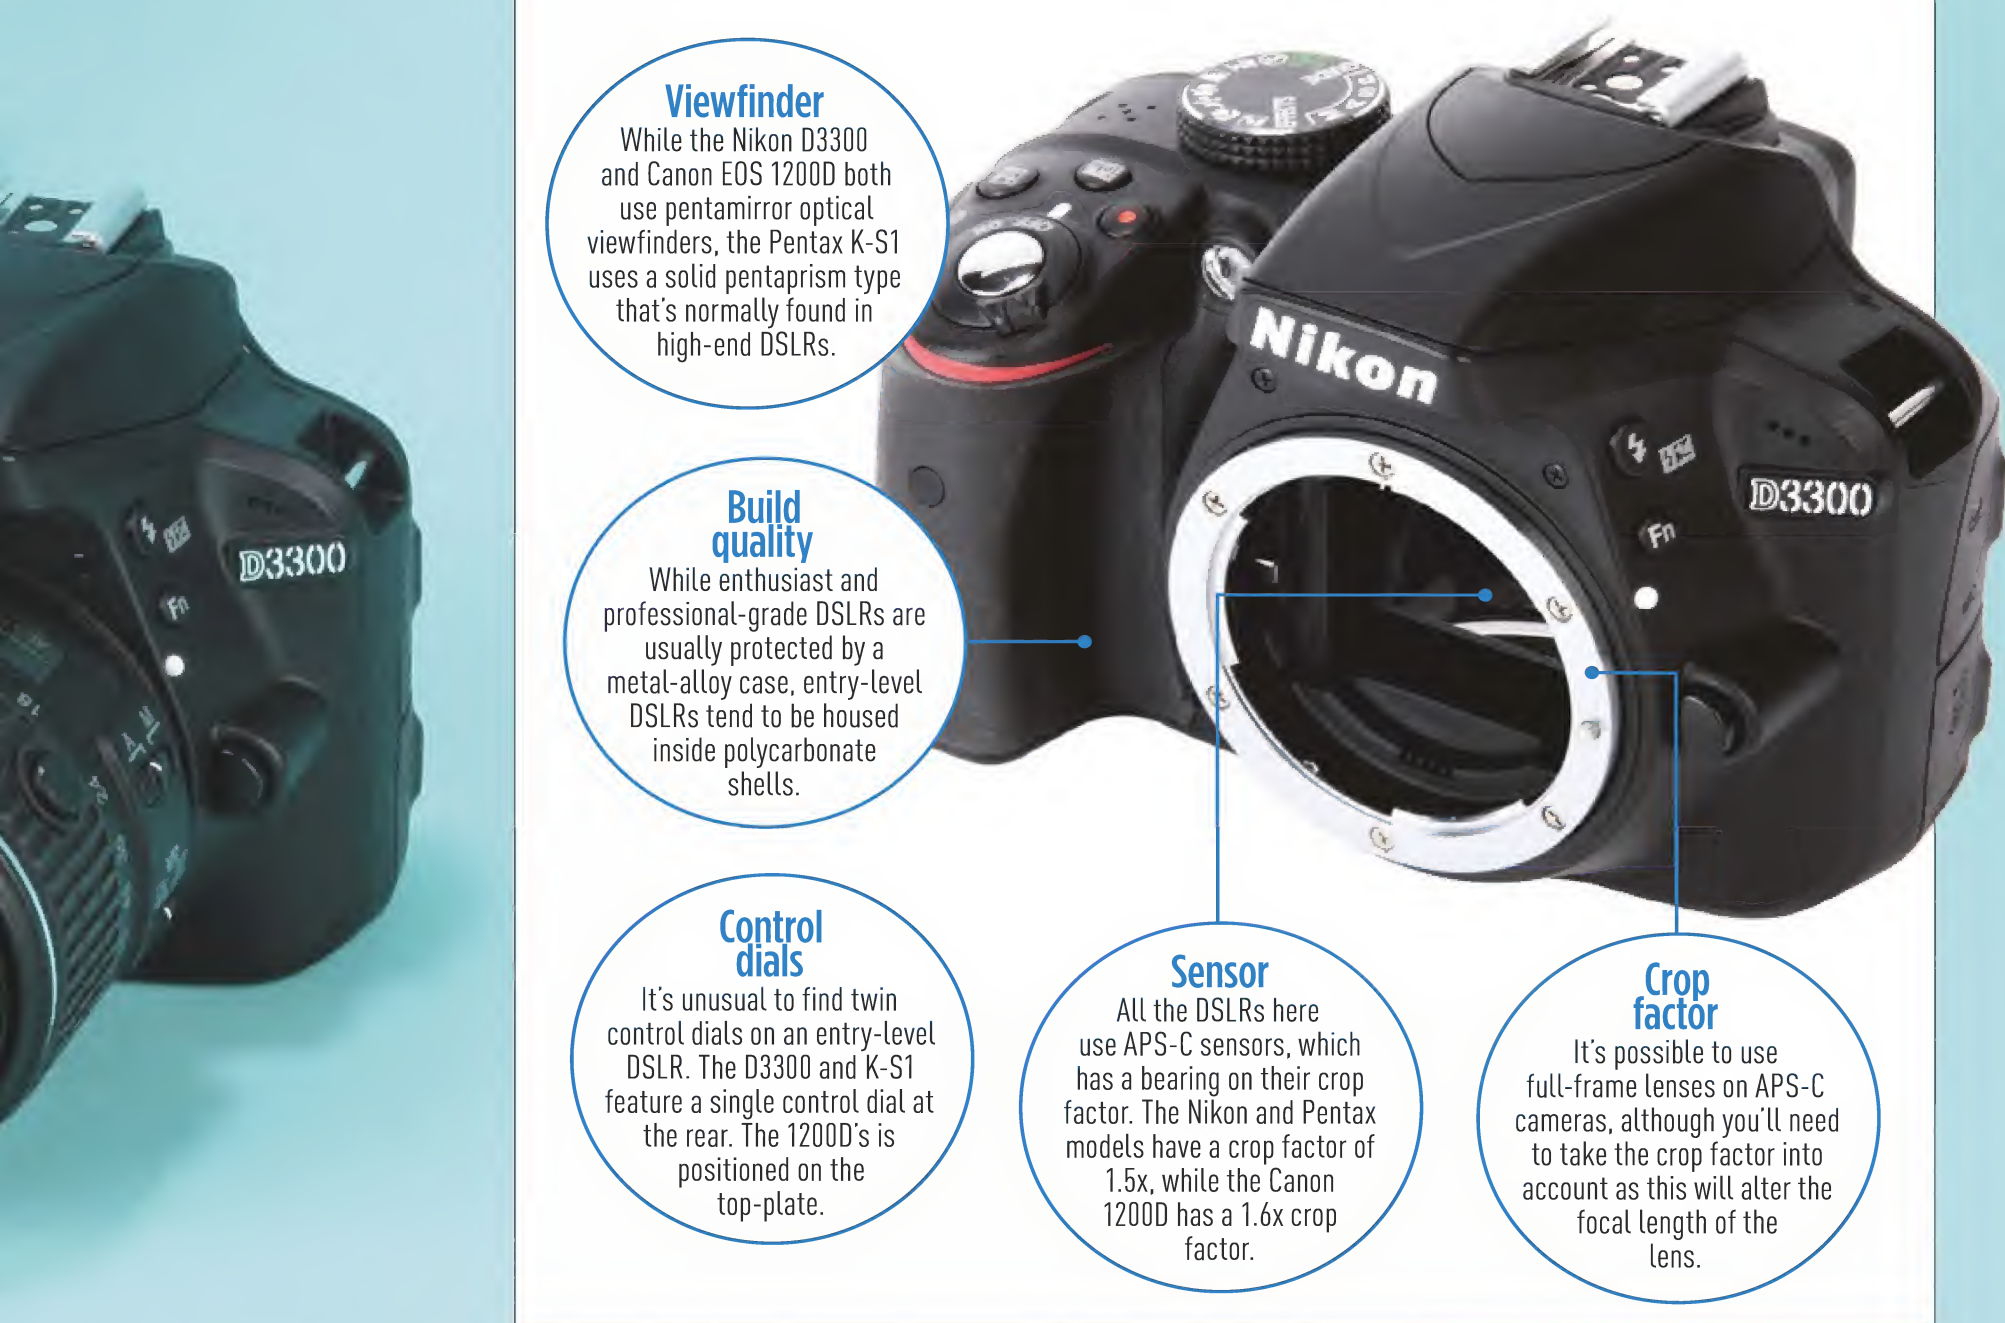 Viewfinder
While the Nikon D3300
and Canon EOS 1200D both
use pentamirror optical
viewfinders, the Pentax K-S1
uses a solid pentaprism type
that's normally found in
high-end DSLRs.
Build
quality
While enthusiast and
professional-grade DSLRs are
usually protected by a
metal-alloy case, entry-level
DSLRs tend to be housed
inside polycarbonate
shells.
Control
dials
It's unusual to find twin
control dials on an entry-level
DSLR. The D3300 and K-S1
feature a single control dial at
the rear. The 1200D's is
positioned on the
top-plate.
Sensor
All the DSLRs here
use APS-C sensors, which
has a bearing on their crop
factor. The Nikon and Pentax
models have a crop factor of
1.5x, while the Canon
1200D has a 1.6x crop
factor.
Crop
factor
It's possible to use
full-frame lenses on APS-C
cameras, although you'll need
to take the crop factor into
account as this will alter the
focal length of the
lens.
Nikon
D3300
Fn
D3300
Fn
18
24